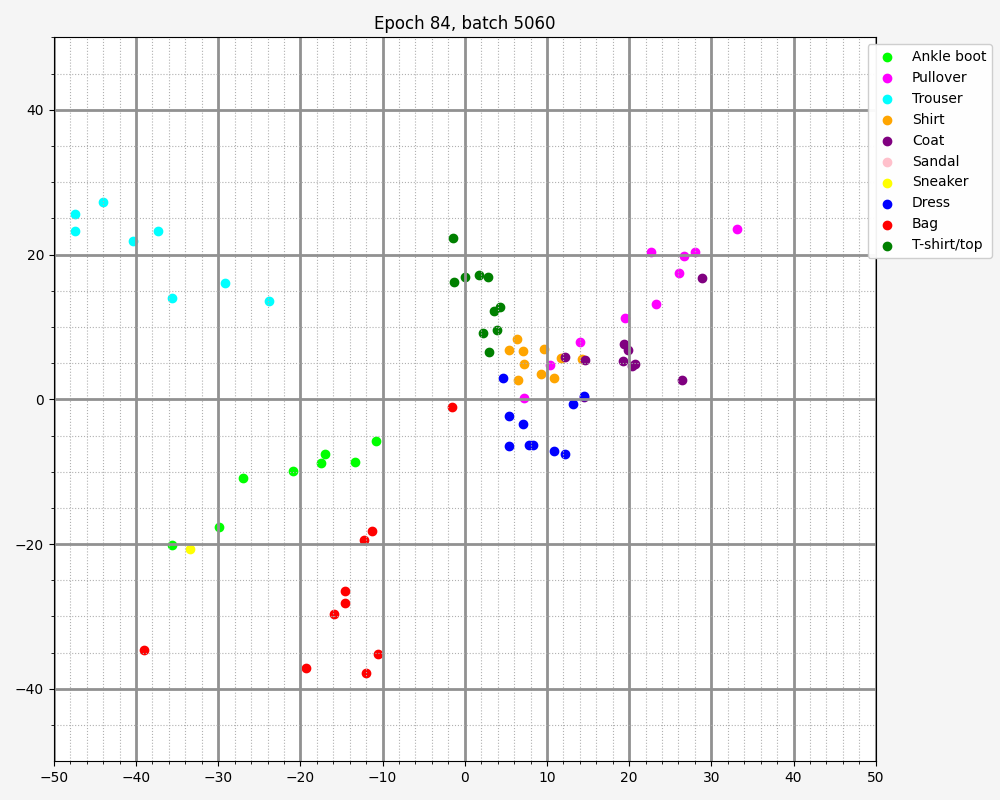 Epoch 84, batch 5060
Ankle boot
Pullover
Trouser
Shirt
Coat
Sandal
Sneaker
Dress
Bag
T-shirt/top
40
20
0
−20
−40
−50 −40 −30 −20 −10 0 10 20 30 40 50